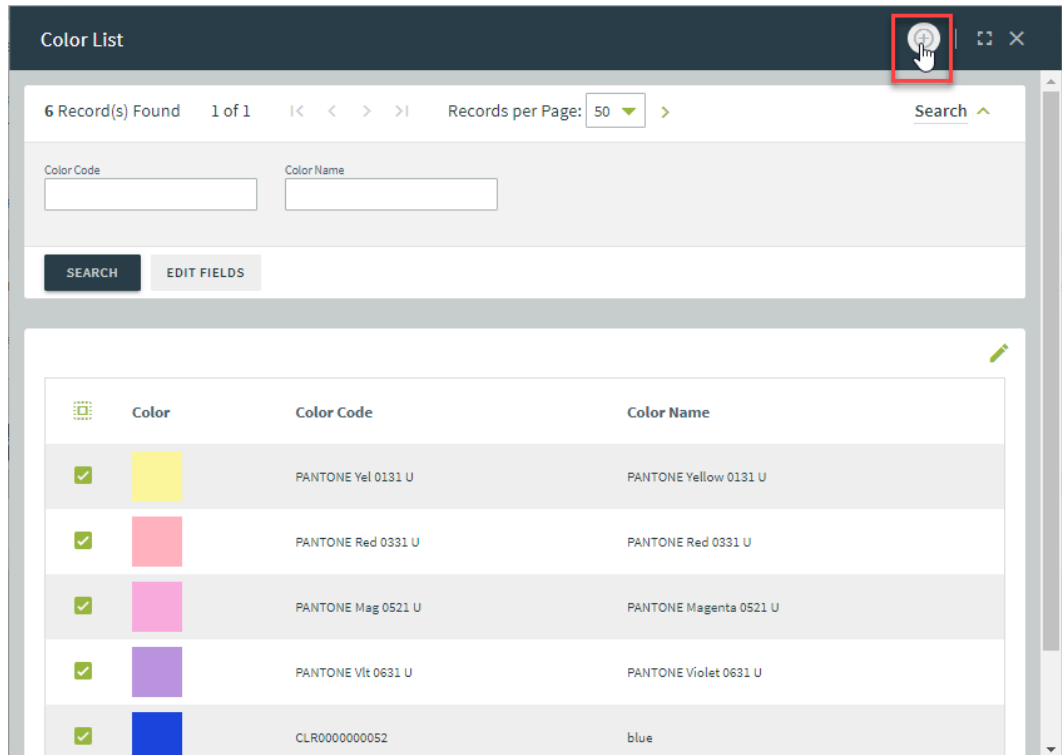 Color List
6 Record(s) Found 1 of 1 Records per Page: 50 Search
Color Code Color Name
SEARCH EDIT FIELDS
Color Color Code Color Name
PANTONE Yel 0131 U PANTONE Yellow 0131 U
PANTONE Red 0331 U PANTONE Red 0331 U
PANTONE Mag 0521 U PANTONE Magenta 0521 U
PANTONE Vlt 0631 U PANTONE Violet 0631 U
CLR0000000052 blue